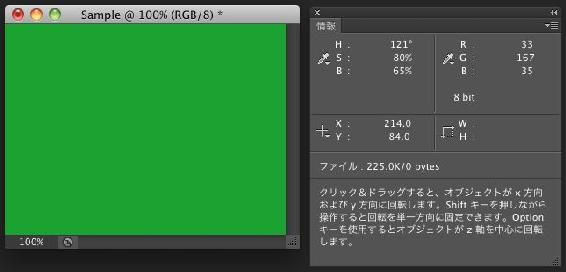 Sample @ 100% (RGB/8) *
100%
情報
H : 121°
S : 80%
B : 65%
R : 33
G : 167
B : 35
8 bit
X : 214.0
Y : 84.0
W :
H :
ファイル : 225.0K/0 bytes
クリック＆ドラッグすると、オブジェクトが x 方向
および y 方向に回転します。Shift キーを押しながら
操作すると回転を単一方向に固定できます。Option
キーを使用するとオブジェクトが z 軸を中心に回転
します。